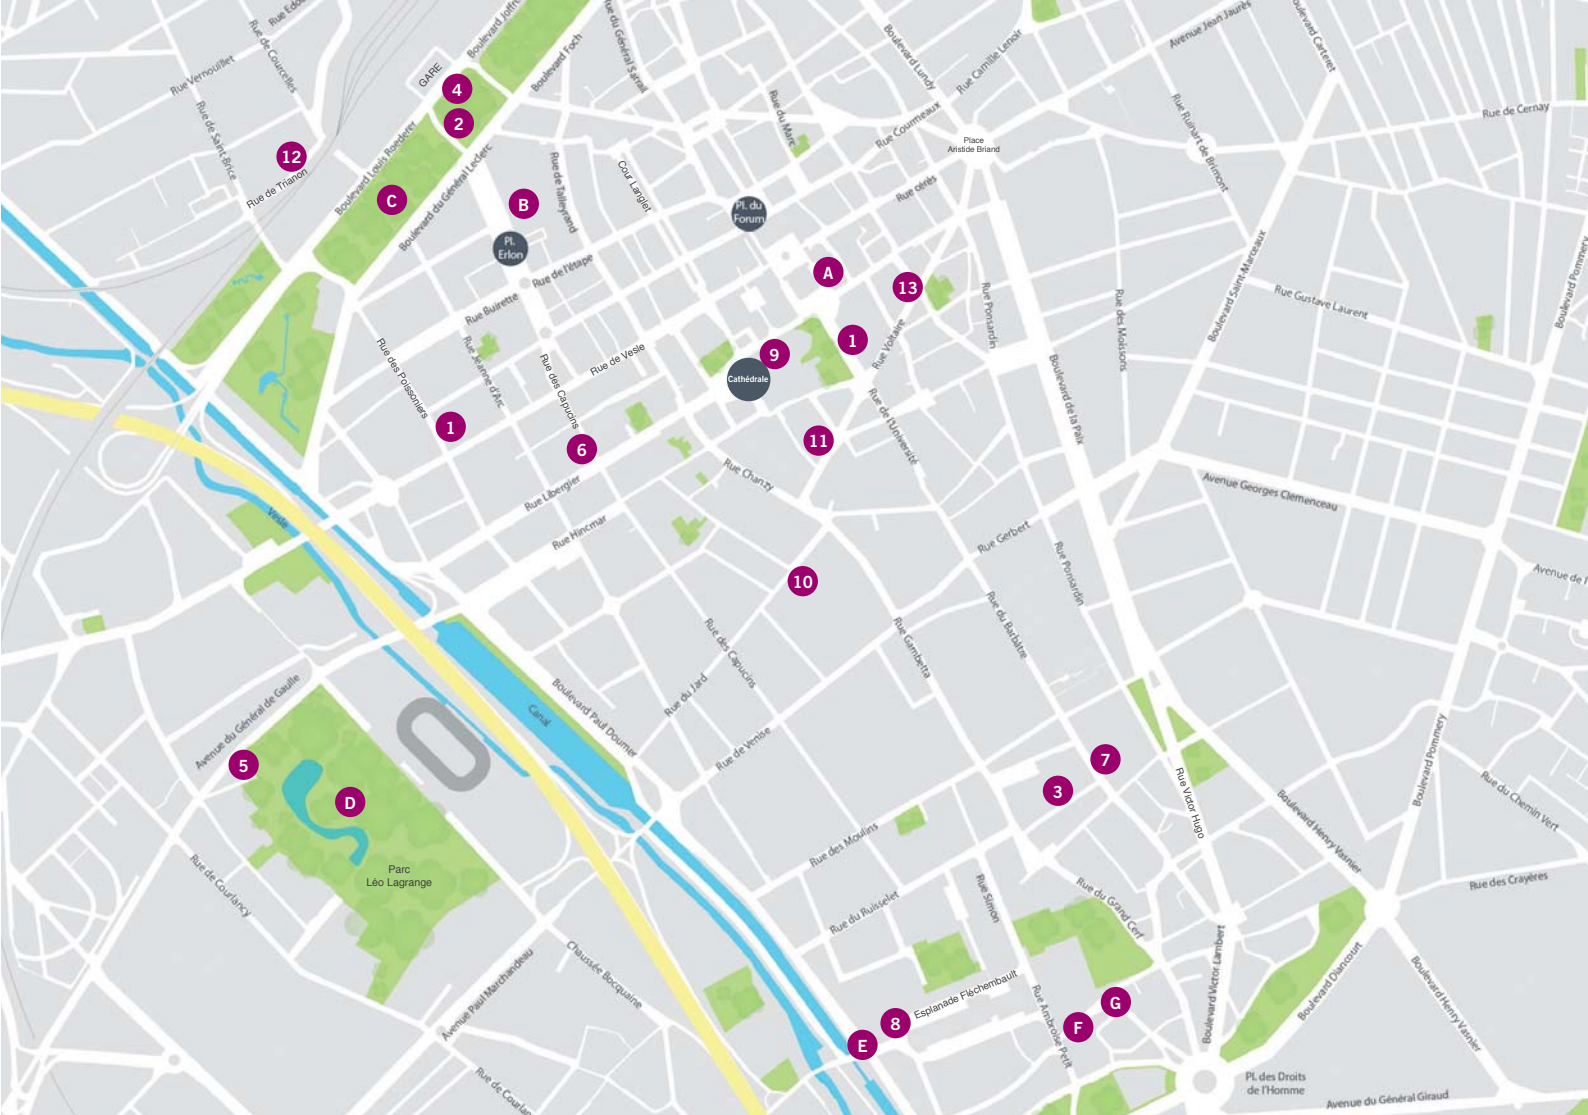 Rue Edo
Boulevard Joffre
Rue du Général Sarrail
Boulevard Lundy
Rue Camille Lenoir
Avenue Jean Jaurès
Boulevard Carteret
Rue de Courcelles
Rue Vernouillet
GARE
Boulevard Foch
4
2
Rue de Saint Brice
Rue du Marc
Rue Courmeaux
Place
Aristide Briand
Rue Ruinart de Brimont
Rue de Cernay
12
Rue de Trianon
Boulevard Louis Roederer
C
Boulevard du Général Leclerc
B
Rue de Talleyrand
Cour Langlet
Pl. du
Forum
Rue cérès
Pl.
Erlon
Rue de l'étape
Rue Buirette
A
13
Rue Ponsardin
Rue des Moissons
Boulevard Saint-Marceaux
Rue Gustave Laurent
Boulevard Pommery
Rue des Poissoniers
Rue Jeanne d'Arc
Rue des Capucins
Rue de Vesle
9
Cathédrale
1
Rue Voltaire
Boulevard de la Paix
Rue de l'Université
1
6
11
Rue Chanzy
Rue Libergier
Rue Hincmar
Vesle
Avenue Georges Clemenceau
Rue Gerbert
Rue Ponsardin
Avenue de l
10
Rue du Barbâtre
Rue Gambetta
Rue des Capucins
Rue du Jard
Boulevard Paul Doumer
Canal
Avenue du Général de Gaulle
5
D
Parc
Léo Lagrange
Rue de Venise
7
3
Rue Victor Hugo
Boulevard Henry Vasnier
Boulevard Pommery
Rue du Chemin Vert
Rue des Moulins
Rue de Courlancy
Rue du Ruisselet
Rue Simon
Rue du Grand Cerf
Rue des Crayères
Chaussée Bocquaine
Avenue Paul Marchandeau
Esplanade Fléchembault
8
E
Rue Ambroise Petit
F
G
Boulevard Victor Lambert
Boulevard Diancourt
Boulevard Henry Vasnier
Rue de Courlan
Pl. des Droits
de l'Homme
Avenue du Général Giraud